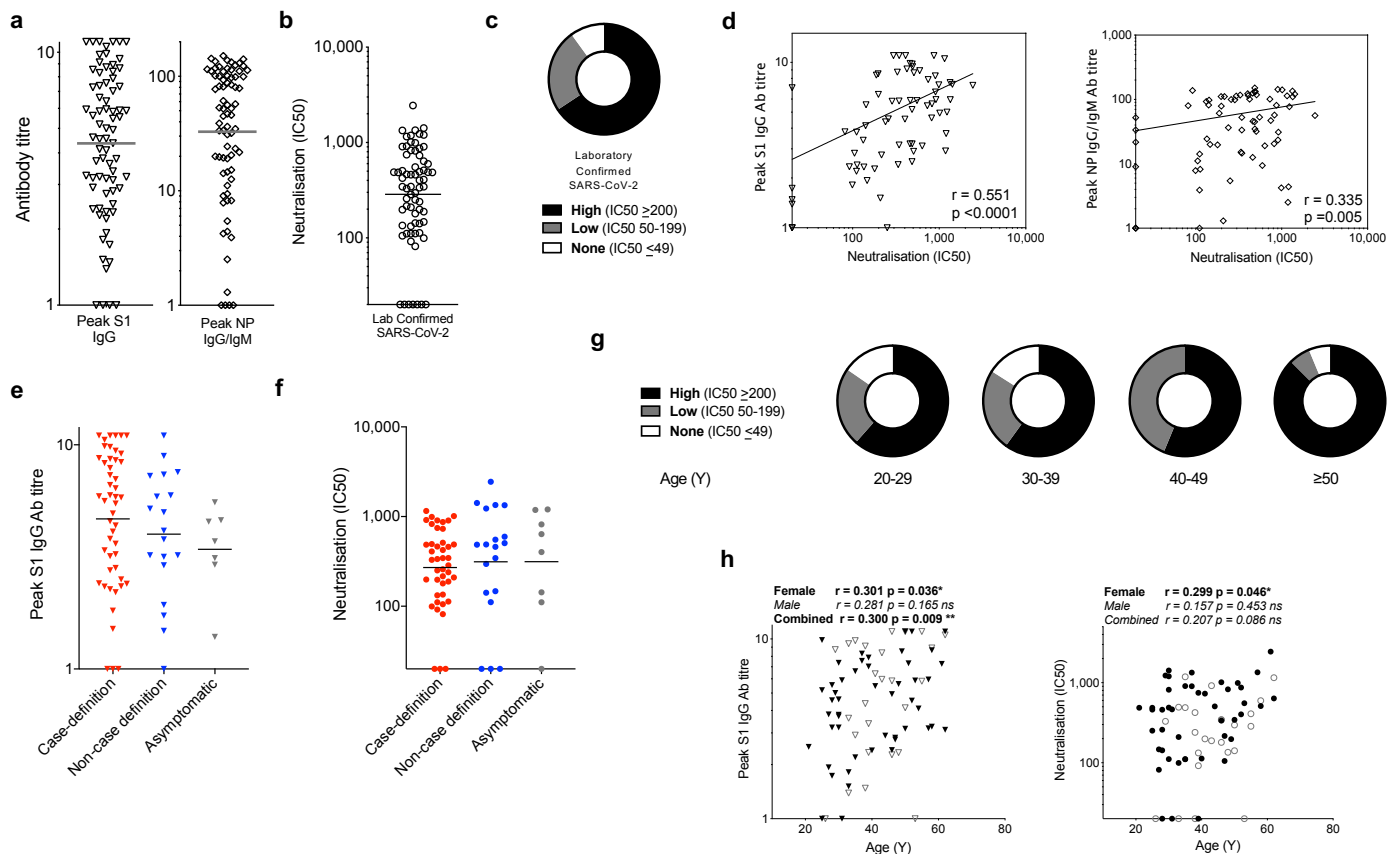 a
Antibody titre
10
1
Peak S1
IgG
100
10
1
Peak NP
IgG/IgM
b
Neutralisation (IC50)
10,000
1,000
100
Lab Confirmed
SARS-CoV-2
c
Laboratory
Confirmed
SARS-CoV-2
High (IC50 ≥200)
Low (IC50 50-199)
None (IC50 ≤49)
d
Peak S1 IgG Ab titre
10
1
r = 0.551
p <0.0001
100
1,000
10,000
Neutralisation (IC50)
Peak NP IgG/IgM Ab titre
1,000
100
10
1
r = 0.335
p =0.005
100
1,000
10,000
Neutralisation (IC50)
e
Peak S1 IgG Ab titre
10
1
Case-definition
Non-case definition
Asymptomatic
f
Neutralisation (IC50)
10,000
1,000
100
Case-definition
Non-case definition
Asymptomatic
g
High (IC50 ≥200)
Low (IC50 50-199)
None (IC50 ≤49)
Age (Y)
20-29
30-39
40-49
≥50
h
Female r = 0.301 p = 0.036*
Male r = 0.281 p = 0.165 ns
Combined r = 0.300 p = 0.009 **
Peak S1 IgG Ab titre
10
1
20
40
60
80
Age (Y)
Female r = 0.299 p = 0.046*
Male r = 0.157 p = 0.453 ns
Combined r = 0.207 p = 0.086 ns
Neutralisation (IC50)
1,000
100
20
40
60
80
Age (Y)